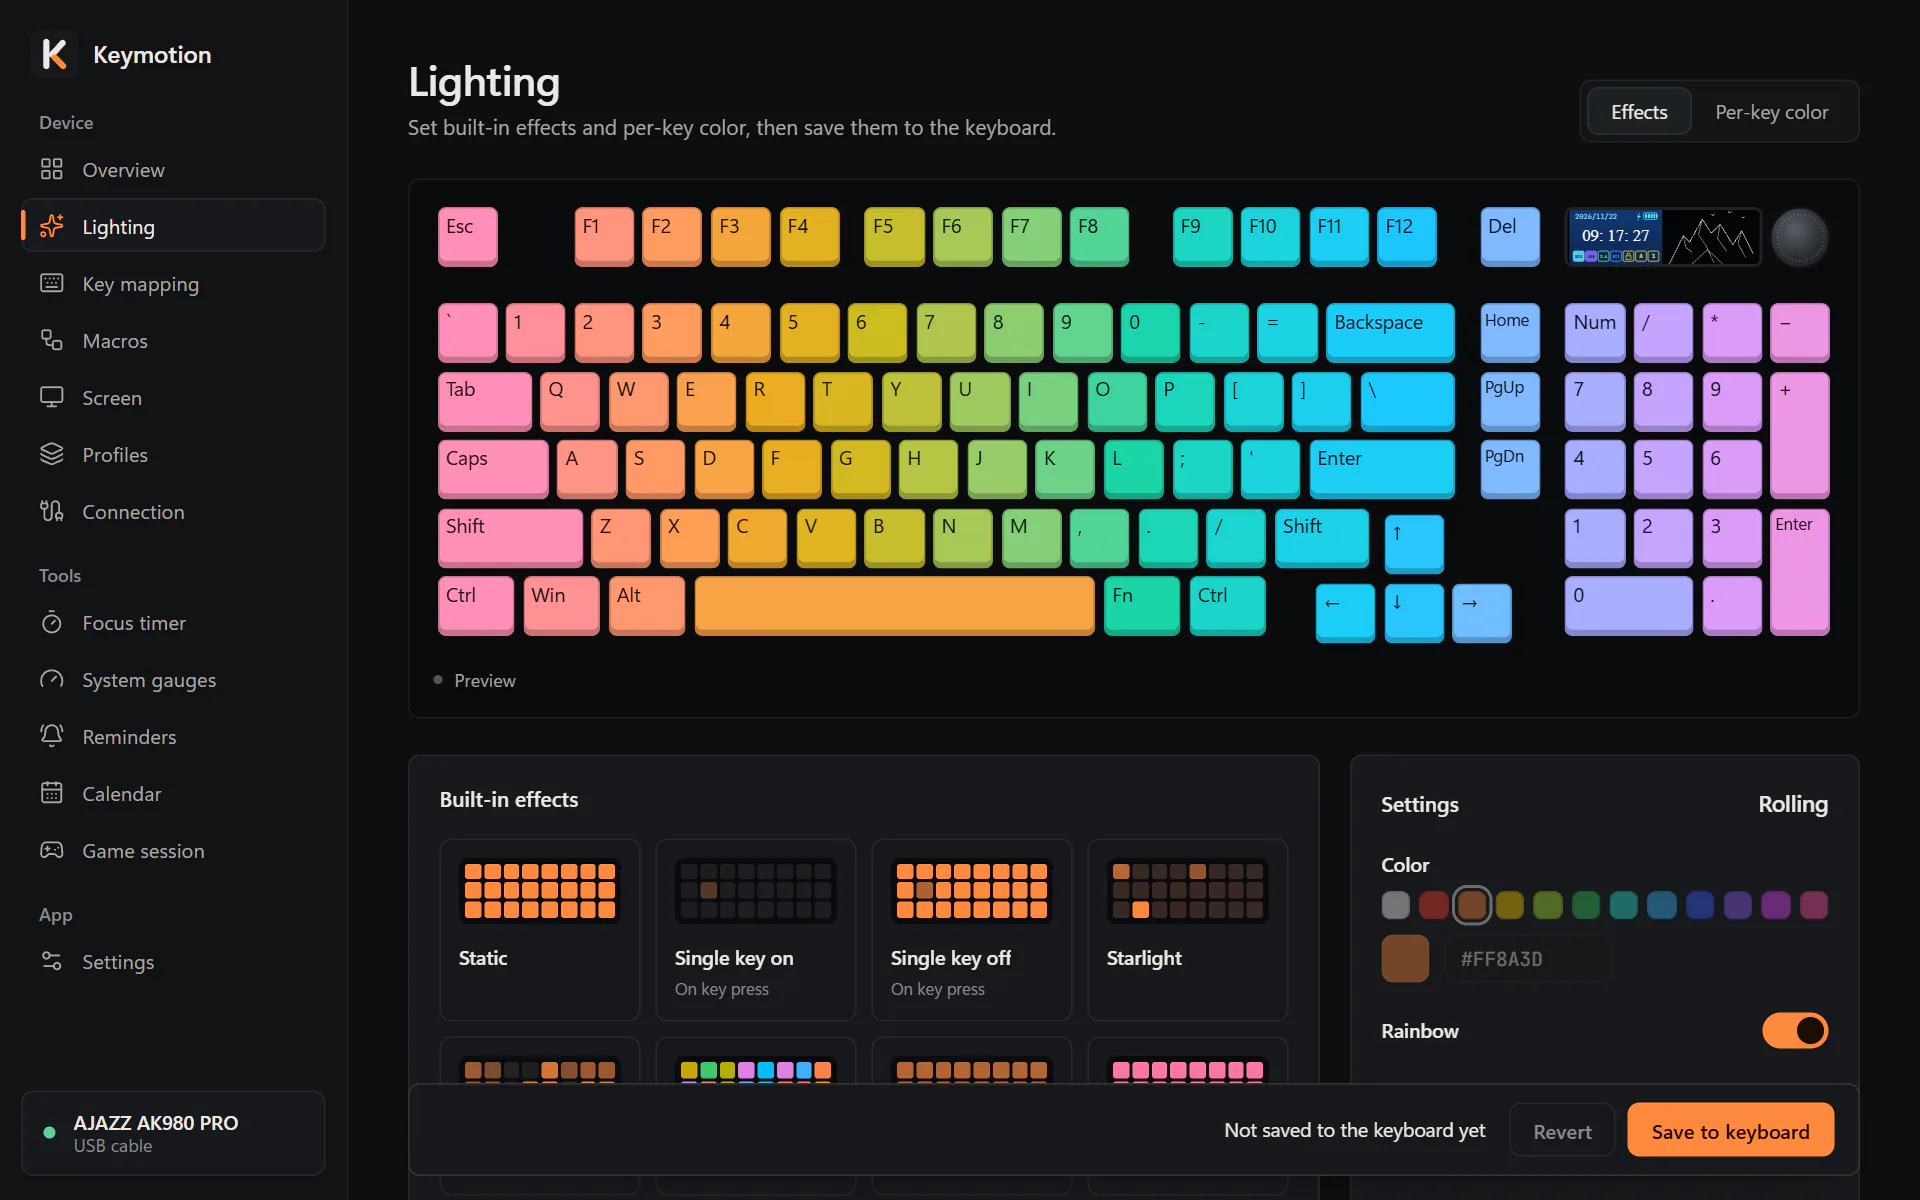 Keymotion
Device
Overview
Lighting
Key mapping
Macros
Screen
Profiles
Connection
Tools
Focus timer
System gauges
Reminders
Calendar
Game session
App
Settings
AJAZZ AK980 PRO
USB cable
Lighting
Set built-in effects and per-key color, then save them to the keyboard.
Effects
Per-key color
Esc F1 F2 F3 F4 F5 F6 F7 F8 F9 F10 F11 F12 Del
2026/11/22
09: 17: 27
` 1 2 3 4 5 6 7 8 9 0 - = Backspace Home Num / * −
Tab Q W E R T Y U I O P [ ] \ PgUp 7 8 9 +
Caps A S D F G H J K L ; ' Enter PgDn 4 5 6
Shift Z X C V B N M , . / Shift ↑ 1 2 3 Enter
Ctrl Win Alt Fn Ctrl ← ↓ → 0 .
Preview
Built-in effects
Static
Single key on
On key press
Single key off
On key press
Starlight
Settings
Rolling
Color
#FF8A3D
Rainbow
Not saved to the keyboard yet
Revert
Save to keyboard